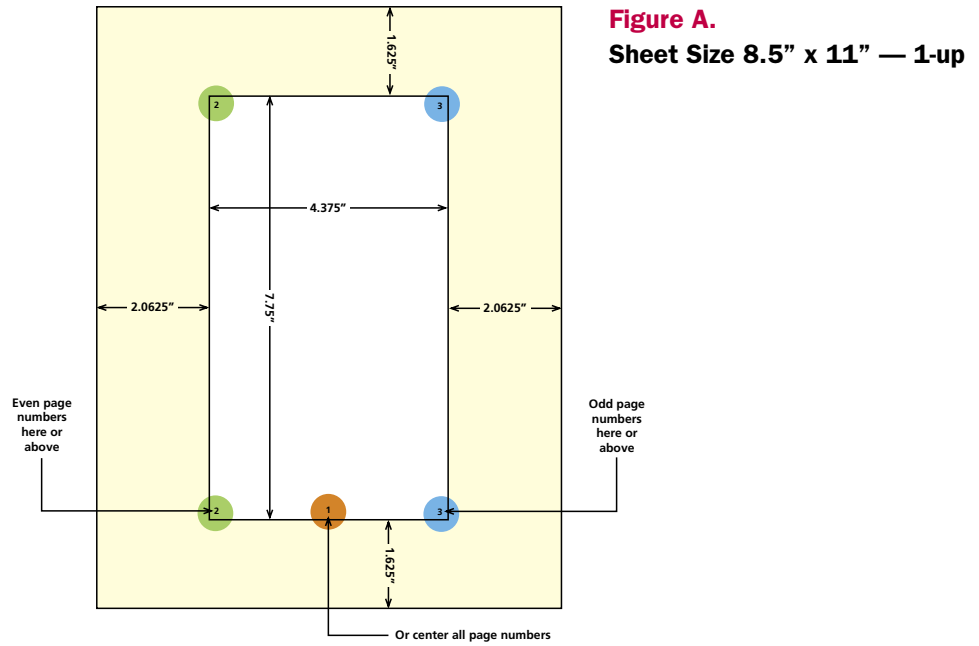 Figure A.
Sheet Size 8.5” x 11” — 1-up
1.625”
2
3
4.375”
7.75”
2.0625”
2.0625”
Even page
numbers
here or
above
Odd page
numbers
here or
above
2
1
3
1.625”
Or center all page numbers